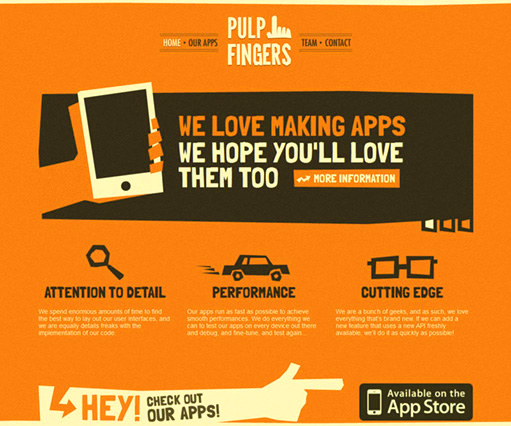 PULP
FINGERS
HOME • OUR APPS
TEAM • CONTACT
WE LOVE MAKING APPS
WE HOPE YOU'LL LOVE
THEM TOO
MORE INFORMATION
ATTENTION TO DETAIL
We spend enormous amounts of time to find
the best way to lay out our user interfaces, and
we are equally details freaks with the
implementation of our code.
PERFORMANCE
Our apps run as fast as possible to achieve
smooth performances. We do everything we
can to test our apps on every device out there
and debug, and fine-tune, and test again...
CUTTING EDGE
We are a bunch of geeks, and as such, we love
everything that's brand new. If we can add a
new feature that uses a new API freshly
available, we'll do it as quickly as possible!
HEY!
CHECK OUT
OUR APPS!
Available on the
App Store